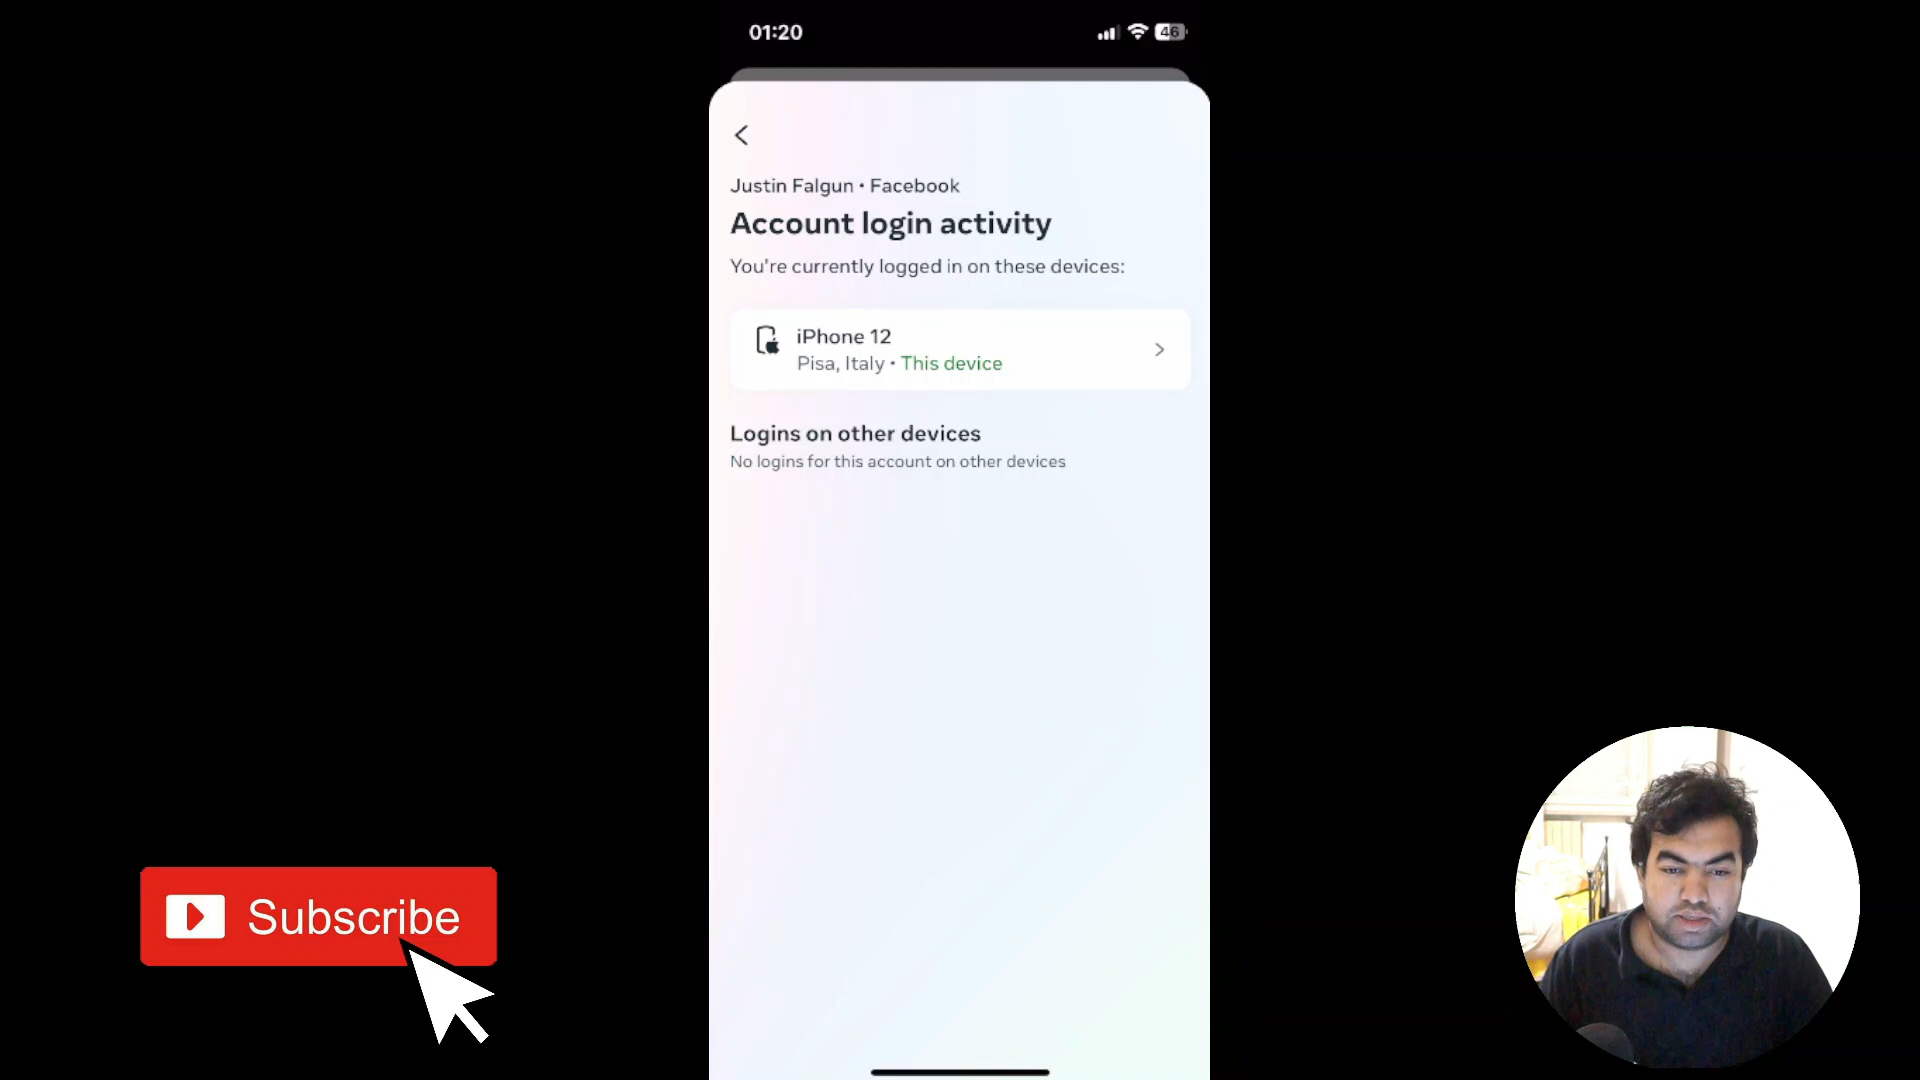 01:20
46
Justin Falgun • Facebook
Account login activity
You're currently logged in on these devices:
iPhone 12
Pisa, Italy • This device
Logins on other devices
No logins for this account on other devices
Subscribe